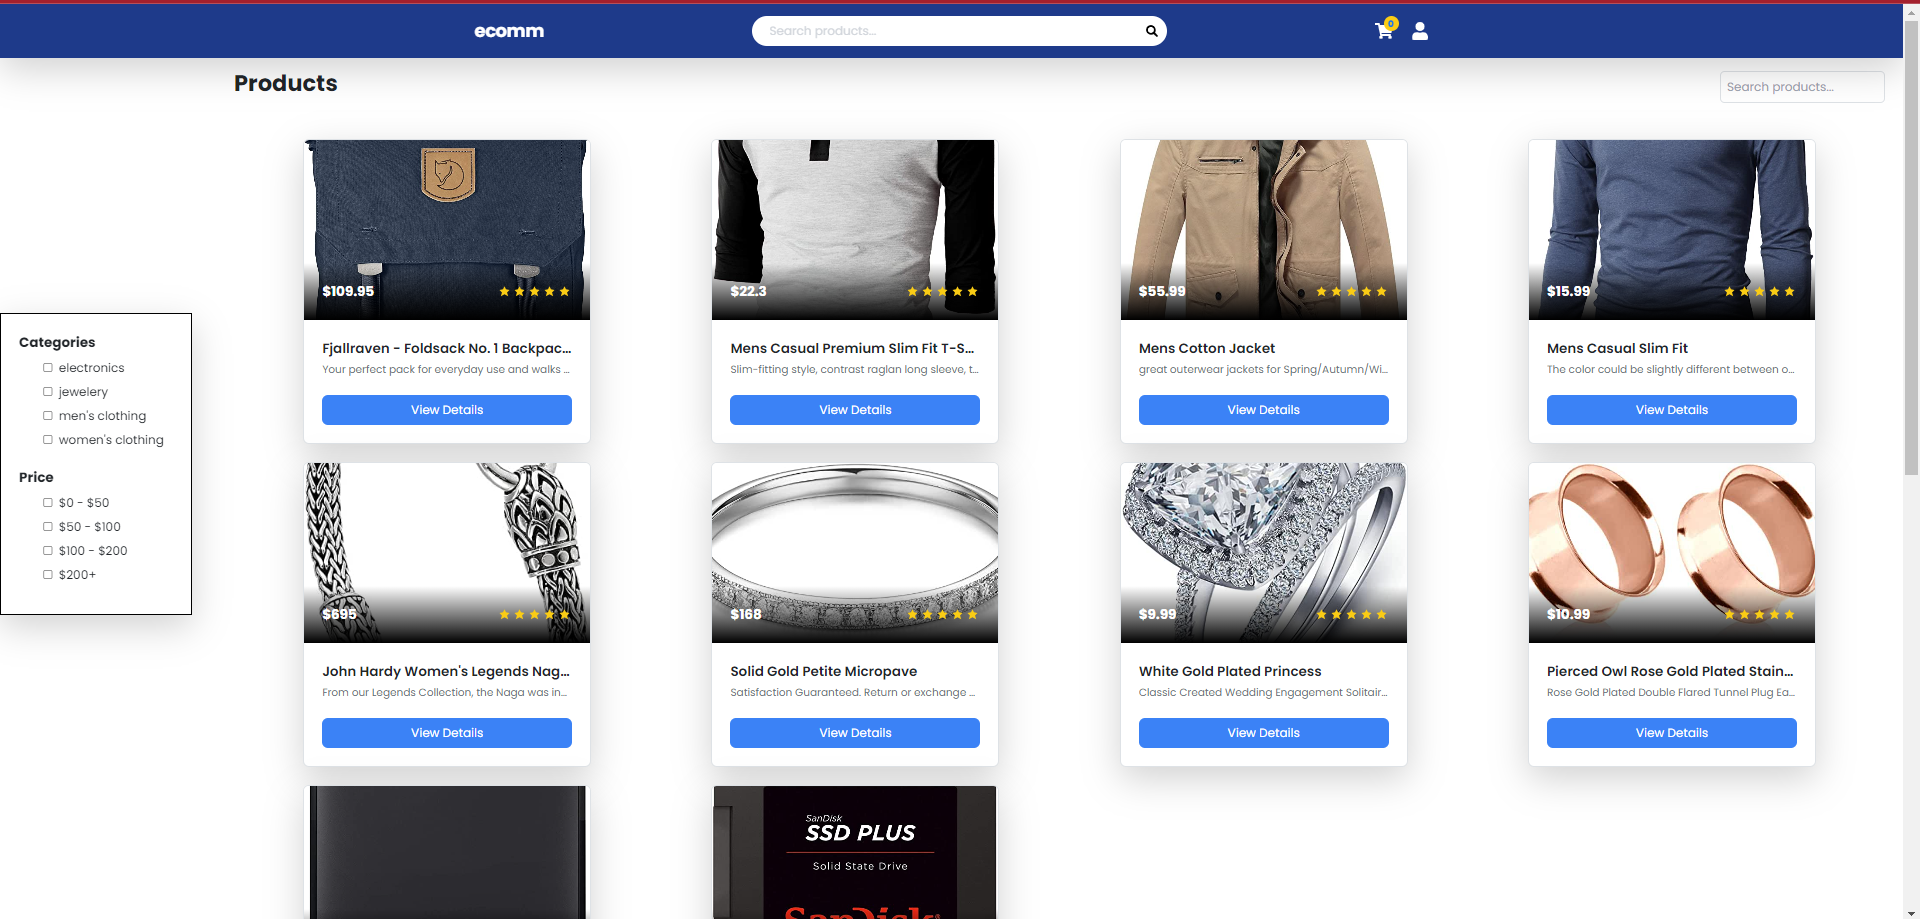 ecomm
Search products...
0
Products
Search products...
$109.95
$22.3
$55.99
$15.99
Fjallraven - Foldsack No. 1 Backpac...
Mens Casual Premium Slim Fit T-S...
Mens Cotton Jacket
Mens Casual Slim Fit
Your perfect pack for everyday use and walks ...
Slim-fitting style, contrast raglan long sleeve, t...
great outerwear jackets for Spring/Autumn/Wi...
The color could be slightly different between o...
View Details
View Details
View Details
View Details
Categories
electronics
jewelery
men's clothing
women's clothing
Price
$0 - $50
$50 - $100
$100 - $200
$200+
$695
$168
$9.99
$10.99
John Hardy Women's Legends Nag...
Solid Gold Petite Micropave
White Gold Plated Princess
Pierced Owl Rose Gold Plated Stain...
From our Legends Collection, the Naga was in...
Satisfaction Guaranteed. Return or exchange ...
Classic Created Wedding Engagement Solitair...
Rose Gold Plated Double Flared Tunnel Plug Ea...
View Details
View Details
View Details
View Details
SanDisk
SSD PLUS
Solid State Drive
SanDisk